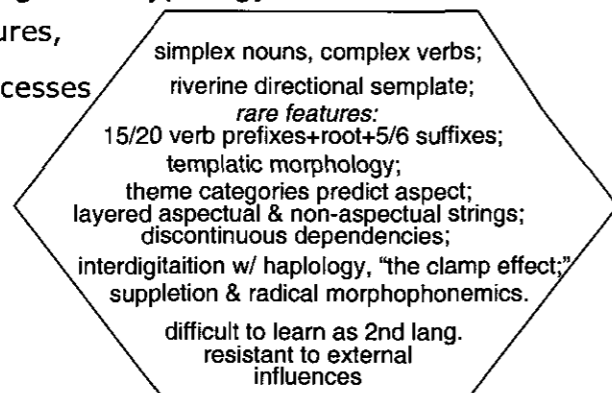 ures,
cesses
simplex nouns, complex verbs;
riverine directional semplate;
rare features:
15/20 verb prefixes+root+5/6 suffixes;
templatic morphology;
theme categories predict aspect;
layered aspectual & non-aspectual strings;
discontinuous dependencies;
interdigitaition w/ haplology, “the clamp effect;”
suppletion & radical morphophonemics.
difficult to learn as 2nd lang.
resistant to external
influences